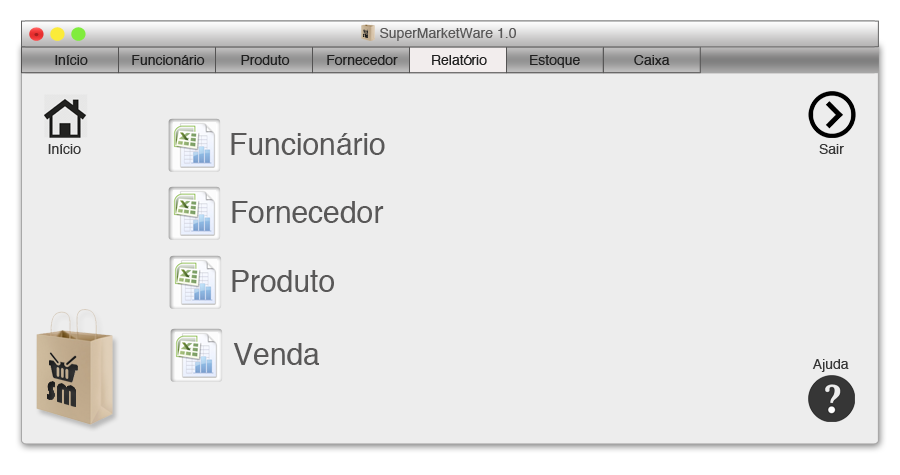 SuperMarketWare 1.0
Início Funcionário Produto Fornecedor Relatório Estoque Caixa
Início
Sair
Funcionário
Fornecedor
Produto
Venda
SM
Ajuda
?